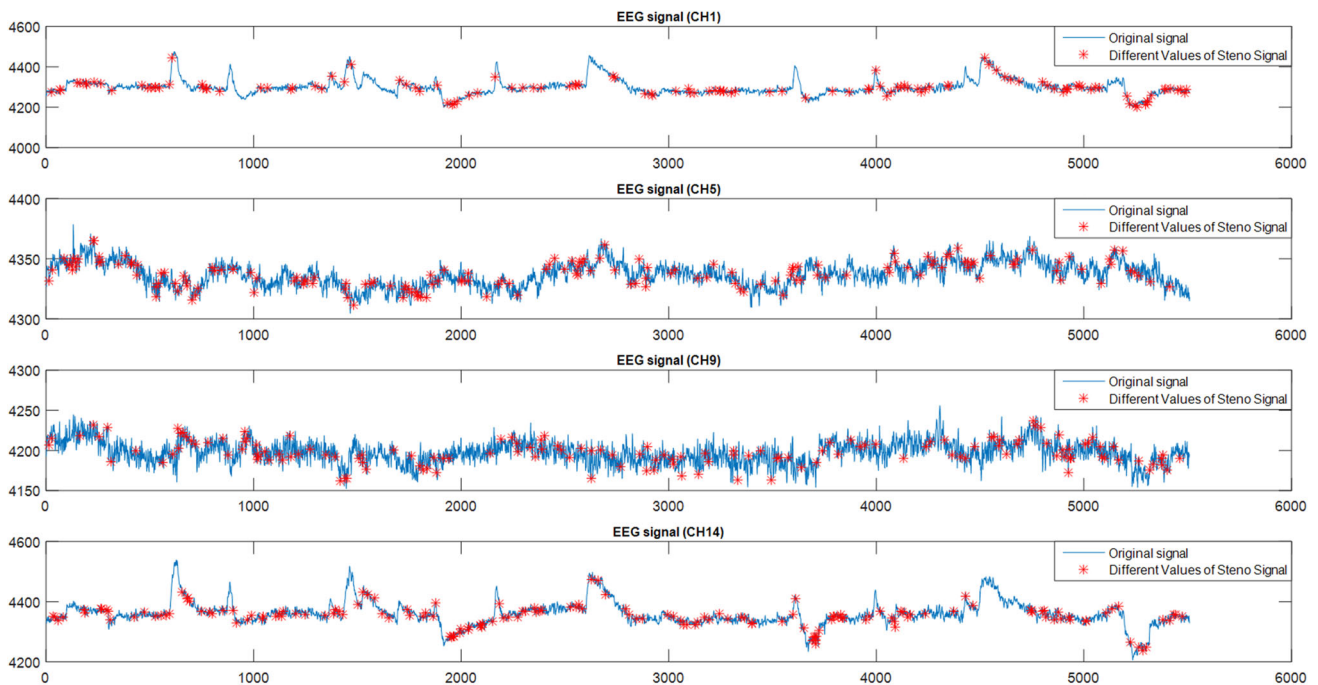 EEG signal (CH1)
4600
4400
4200
4000
Original signal
Different Values of Steno Signal
0 1000 2000 3000 4000 5000 6000
EEG signal (CH5)
4400
4350
4300
Original signal
Different Values of Steno Signal
0 1000 2000 3000 4000 5000 6000
EEG signal (CH9)
4300
4250
4200
4150
Original signal
Different Values of Steno Signal
0 1000 2000 3000 4000 5000 6000
EEG signal (CH14)
4600
4400
4200
Original signal
Different Values of Steno Signal
0 1000 2000 3000 4000 5000 6000